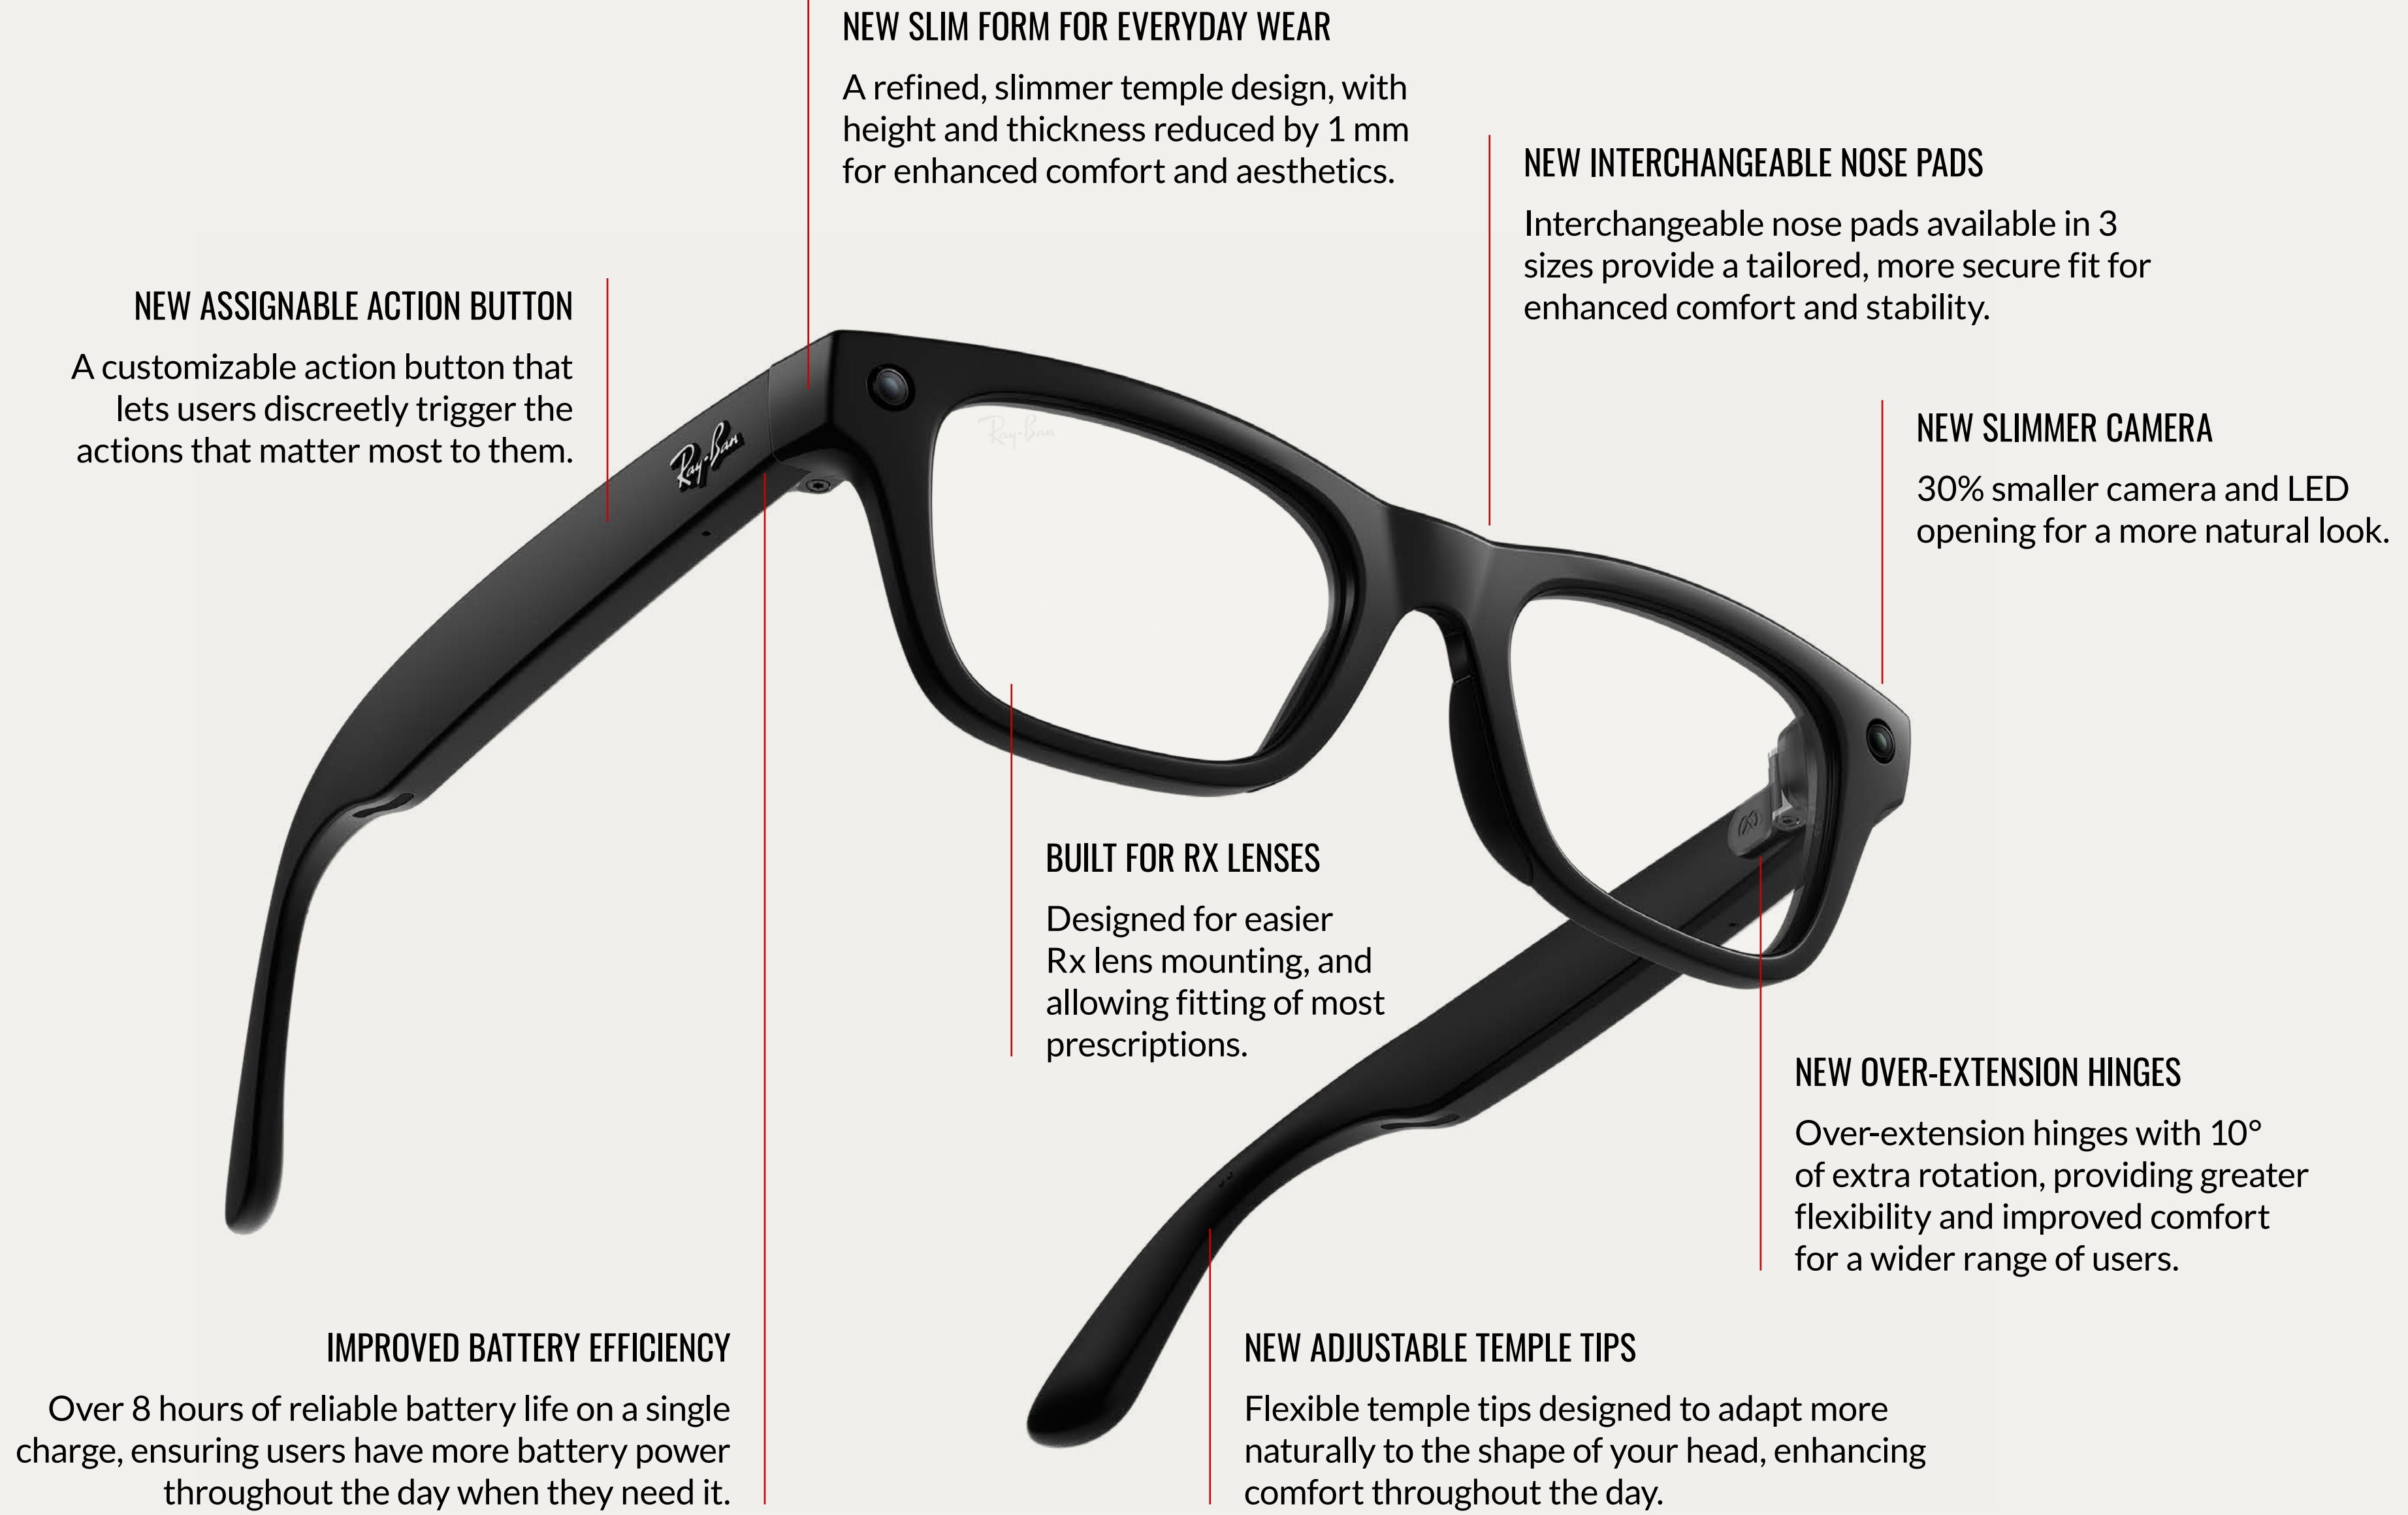 NEW SLIM FORM FOR EVERYDAY WEAR
A refined, slimmer temple design, with
height and thickness reduced by 1 mm
for enhanced comfort and aesthetics.
NEW INTERCHANGEABLE NOSE PADS
Interchangeable nose pads available in 3
sizes provide a tailored, more secure fit for
enhanced comfort and stability.
NEW ASSIGNABLE ACTION BUTTON
A customizable action button that
lets users discreetly trigger the
actions that matter most to them.
NEW SLIMMER CAMERA
30% smaller camera and LED
opening for a more natural look.
Ray-Ban
Ray-Ban
BUILT FOR RX LENSES
Designed for easier
Rx lens mounting, and
allowing fitting of most
prescriptions.
NEW OVER-EXTENSION HINGES
Over-extension hinges with 10°
of extra rotation, providing greater
flexibility and improved comfort
for a wider range of users.
IMPROVED BATTERY EFFICIENCY
Over 8 hours of reliable battery life on a single
charge, ensuring users have more battery power
throughout the day when they need it.
NEW ADJUSTABLE TEMPLE TIPS
Flexible temple tips designed to adapt more
naturally to the shape of your head, enhancing
comfort throughout the day.